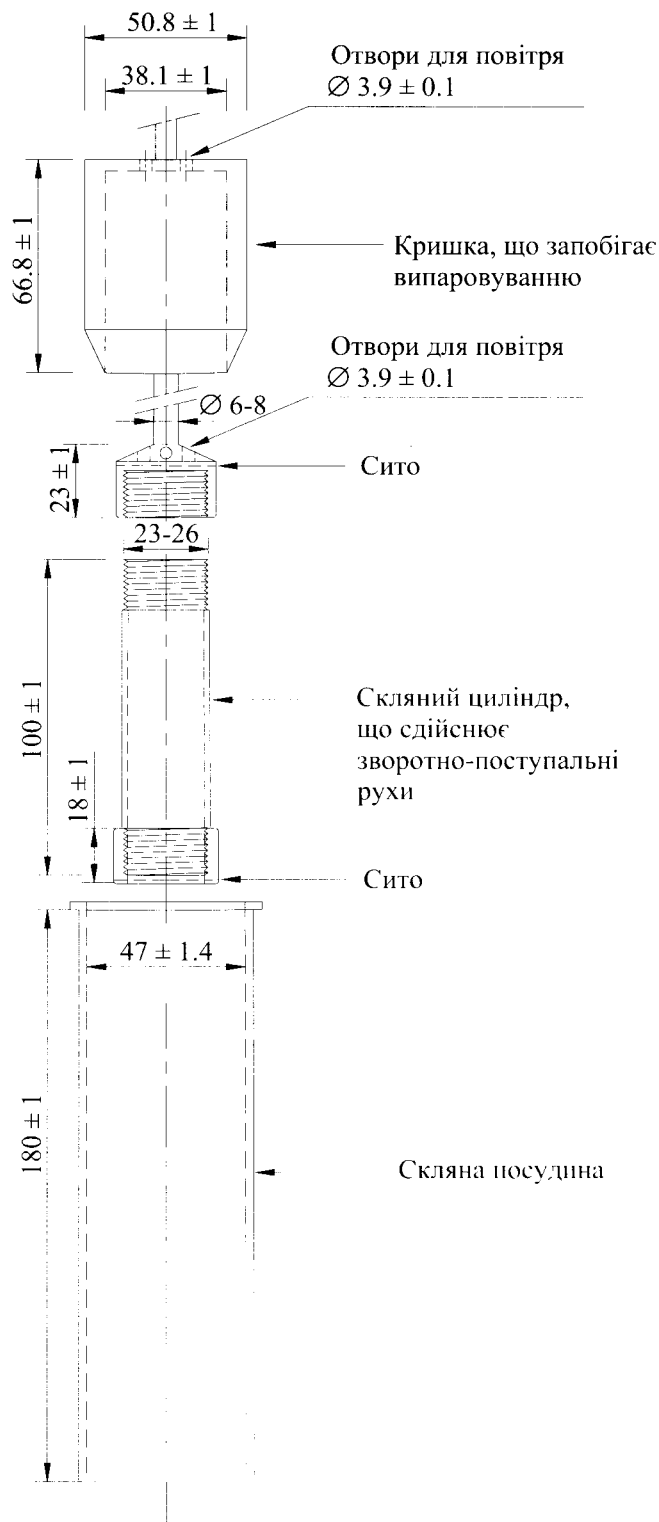 50.8 ± 1
38.1 ± 1
Отвори для повітря
∅ 3.9 ± 0.1
66.8 ± 1
Кришка, що запобігає
випаровуванню
Отвори для повітря
∅ 3.9 ± 0.1
∅ 6-8
23 ± 1
Сито
23-26
100 ± 1
Скляний циліндр,
що сдійснює
зворотно-поступальні
рухи
18 ± 1
Сито
47 ± 1.4
180 ± 1
Скляна посудина